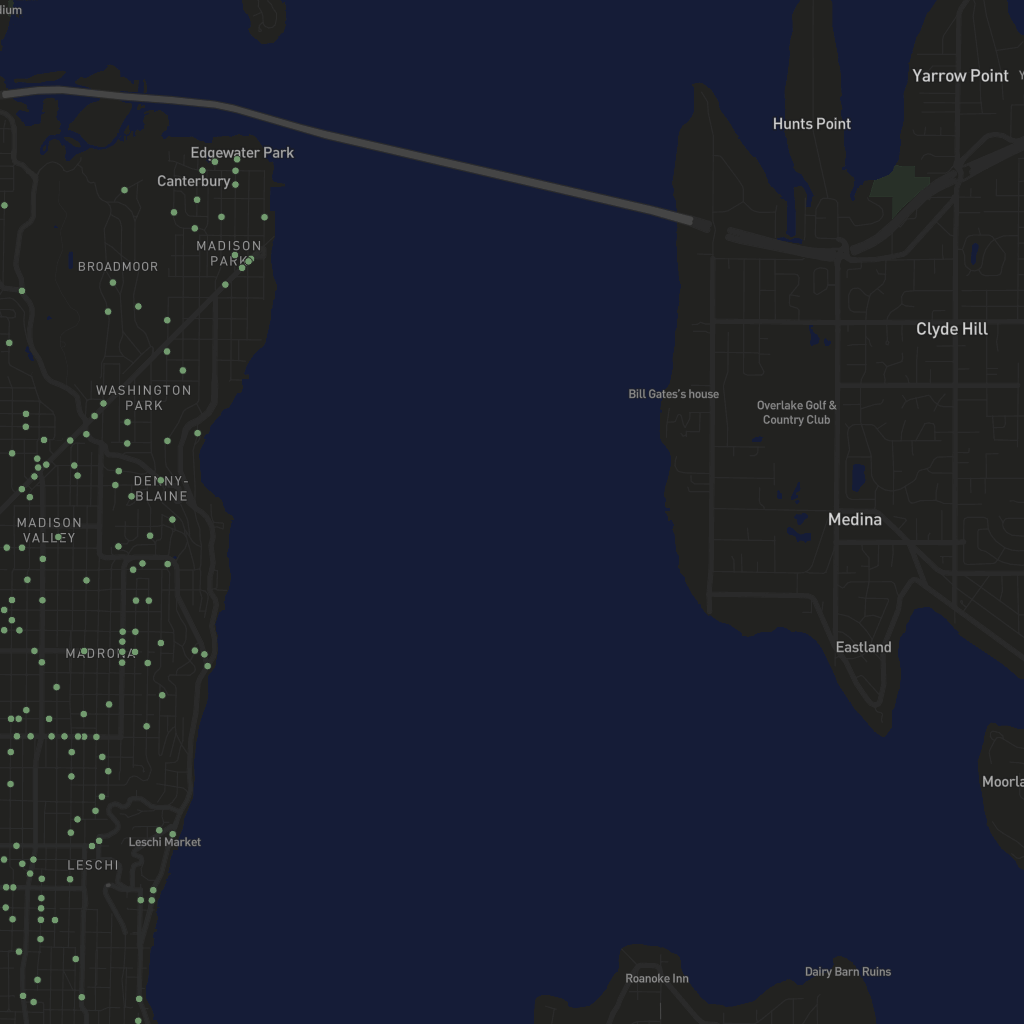 Yarrow Point
Hunts Point
Edgewater Park
Canterbury
MADISON
PARK
BROADMOOR
Clyde Hill
WASHINGTON
PARK
Bill Gates's house
Overlake Golf &
Country Club
DENNY-
BLAINE
MADISON
VALLEY
Medina
MADRONA
Eastland
Moorla
Leschi Market
LESCHI
Roanoke Inn
Dairy Barn Ruins